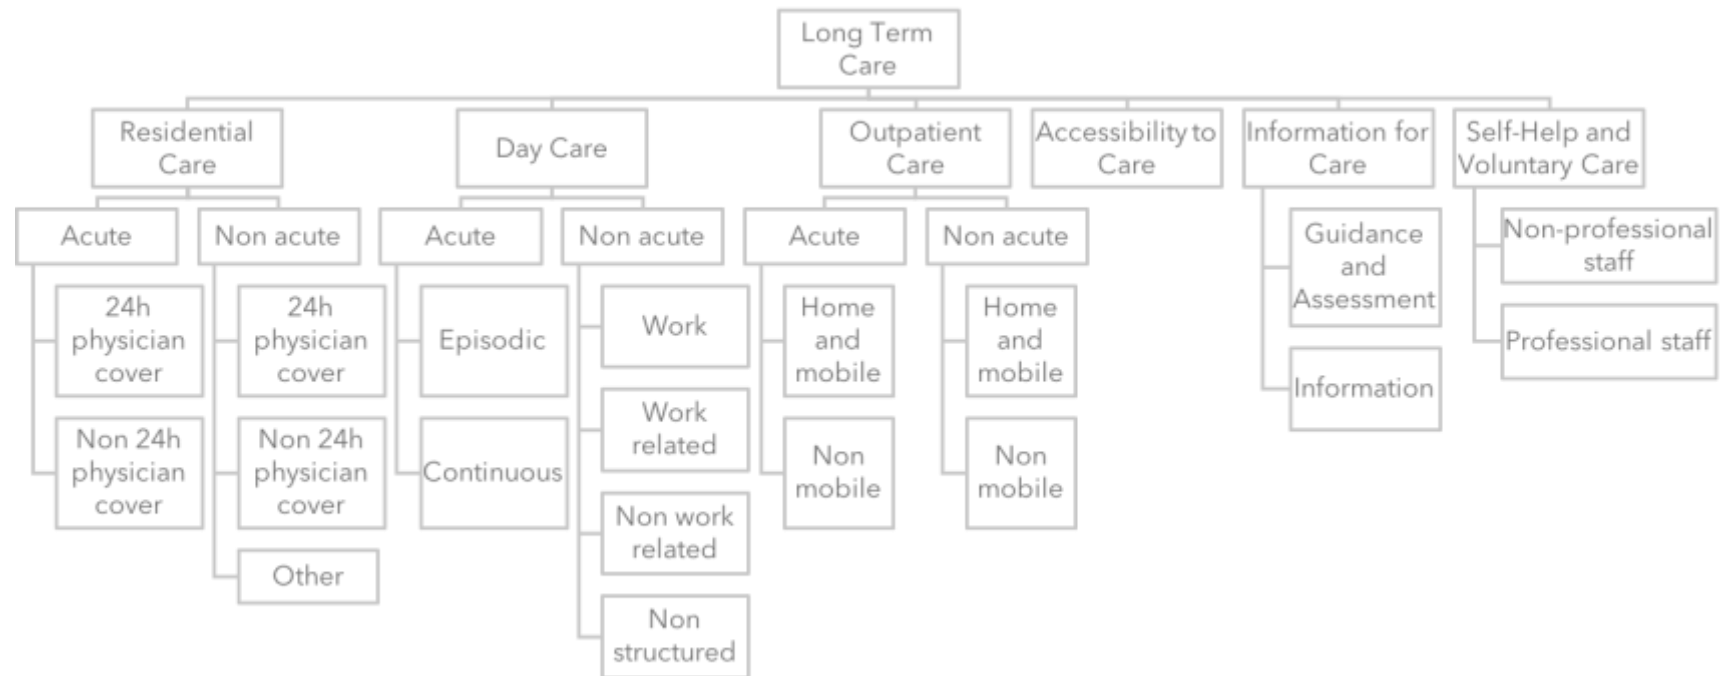 Long Term
Care
Residential
Care
Day Care
Outpatient
Care
Accessibility to
Care
Information for
Care
Self-Help and
Voluntary Care
Acute
Non acute
Acute
Non acute
Acute
Non acute
24h
physician
cover
Non 24h
physician
cover
24h
physician
cover
Non 24h
physician
cover
Other
Episodic
Continuous
Work
Work
related
Non work
related
Non
structured
Home
and
mobile
Non
mobile
Home
and
mobile
Non
mobile
Guidance
and
Assessment
Information
Non-professional
staff
Professional staff